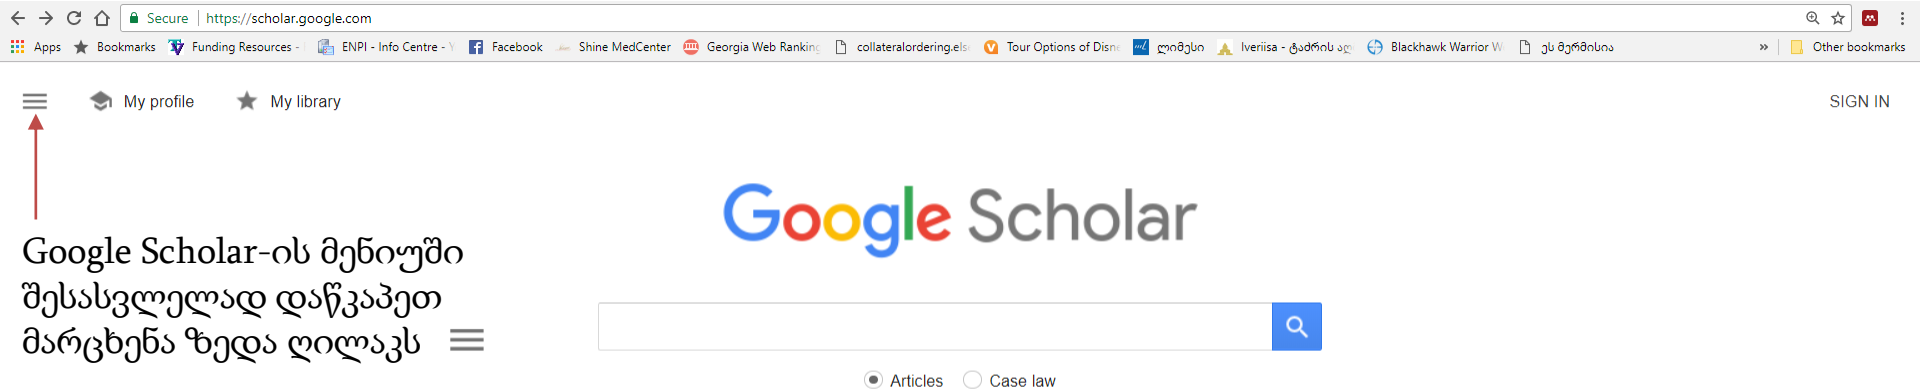 Secure https://scholar.google.com
Apps Bookmarks Funding Resources - ENPI - Info Centre - Facebook Shine MedCenter Georgia Web Ranking collateralordering.els Tour Options of Disn ღიმესი Iveriisa - ტაძრის Blackhawk Warrior W ეს შერმისია » Other bookmarks
My profile My library SIGN IN
Google Scholar
Google Scholar-ის მენიუში
შესასვლელად დაწკაპეთ
მარცხენა ზედა ღილაკს
Articles Case law